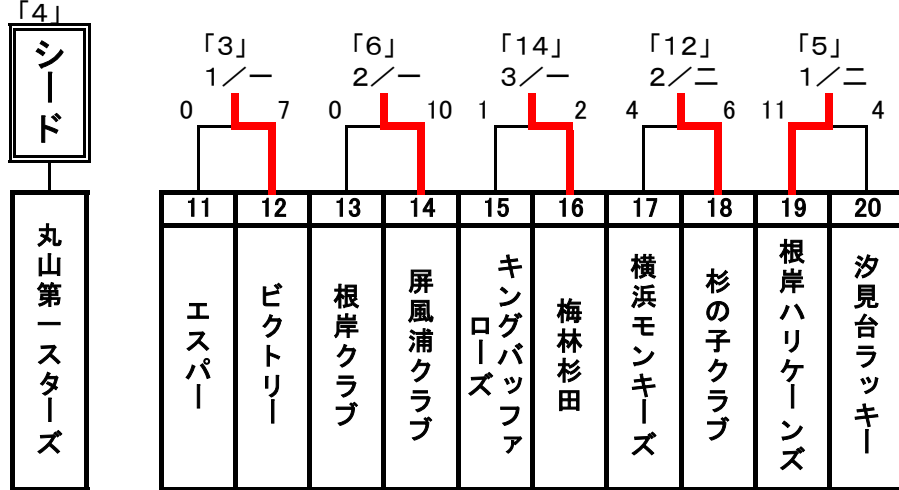 「4」
シード
丸山第一スターズ
「3」 「6」 「14」 「12」 「5」
1／一 2／一 3／一 2／二 1／二
0 7 0 10 1 2 4 6 11 4
11 12 13 14 15 16 17 18 19 20
エスパー
ビクトリー
根岸クラブ
屏風浦クラブ
キングバッファ
ローズ
梅林杉田
横浜モンキーズ
杉の子クラブ
根岸ハリケーンズ
汐見台ラッキー